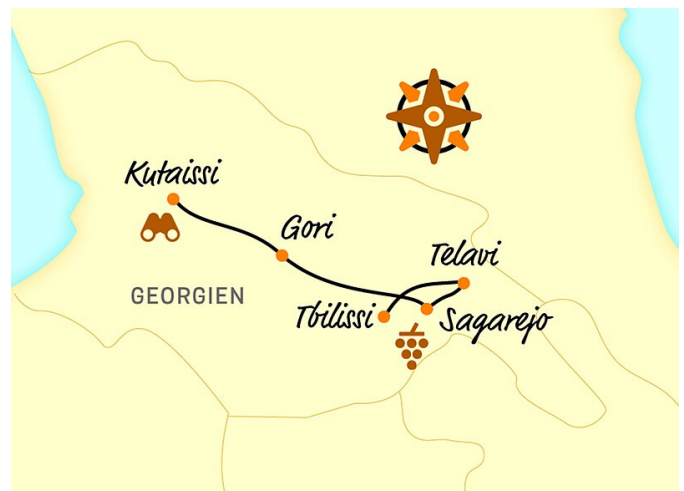 Kutaissi
Gori
Telavi
GEORGIEN
Tbilissi
Sagarejo